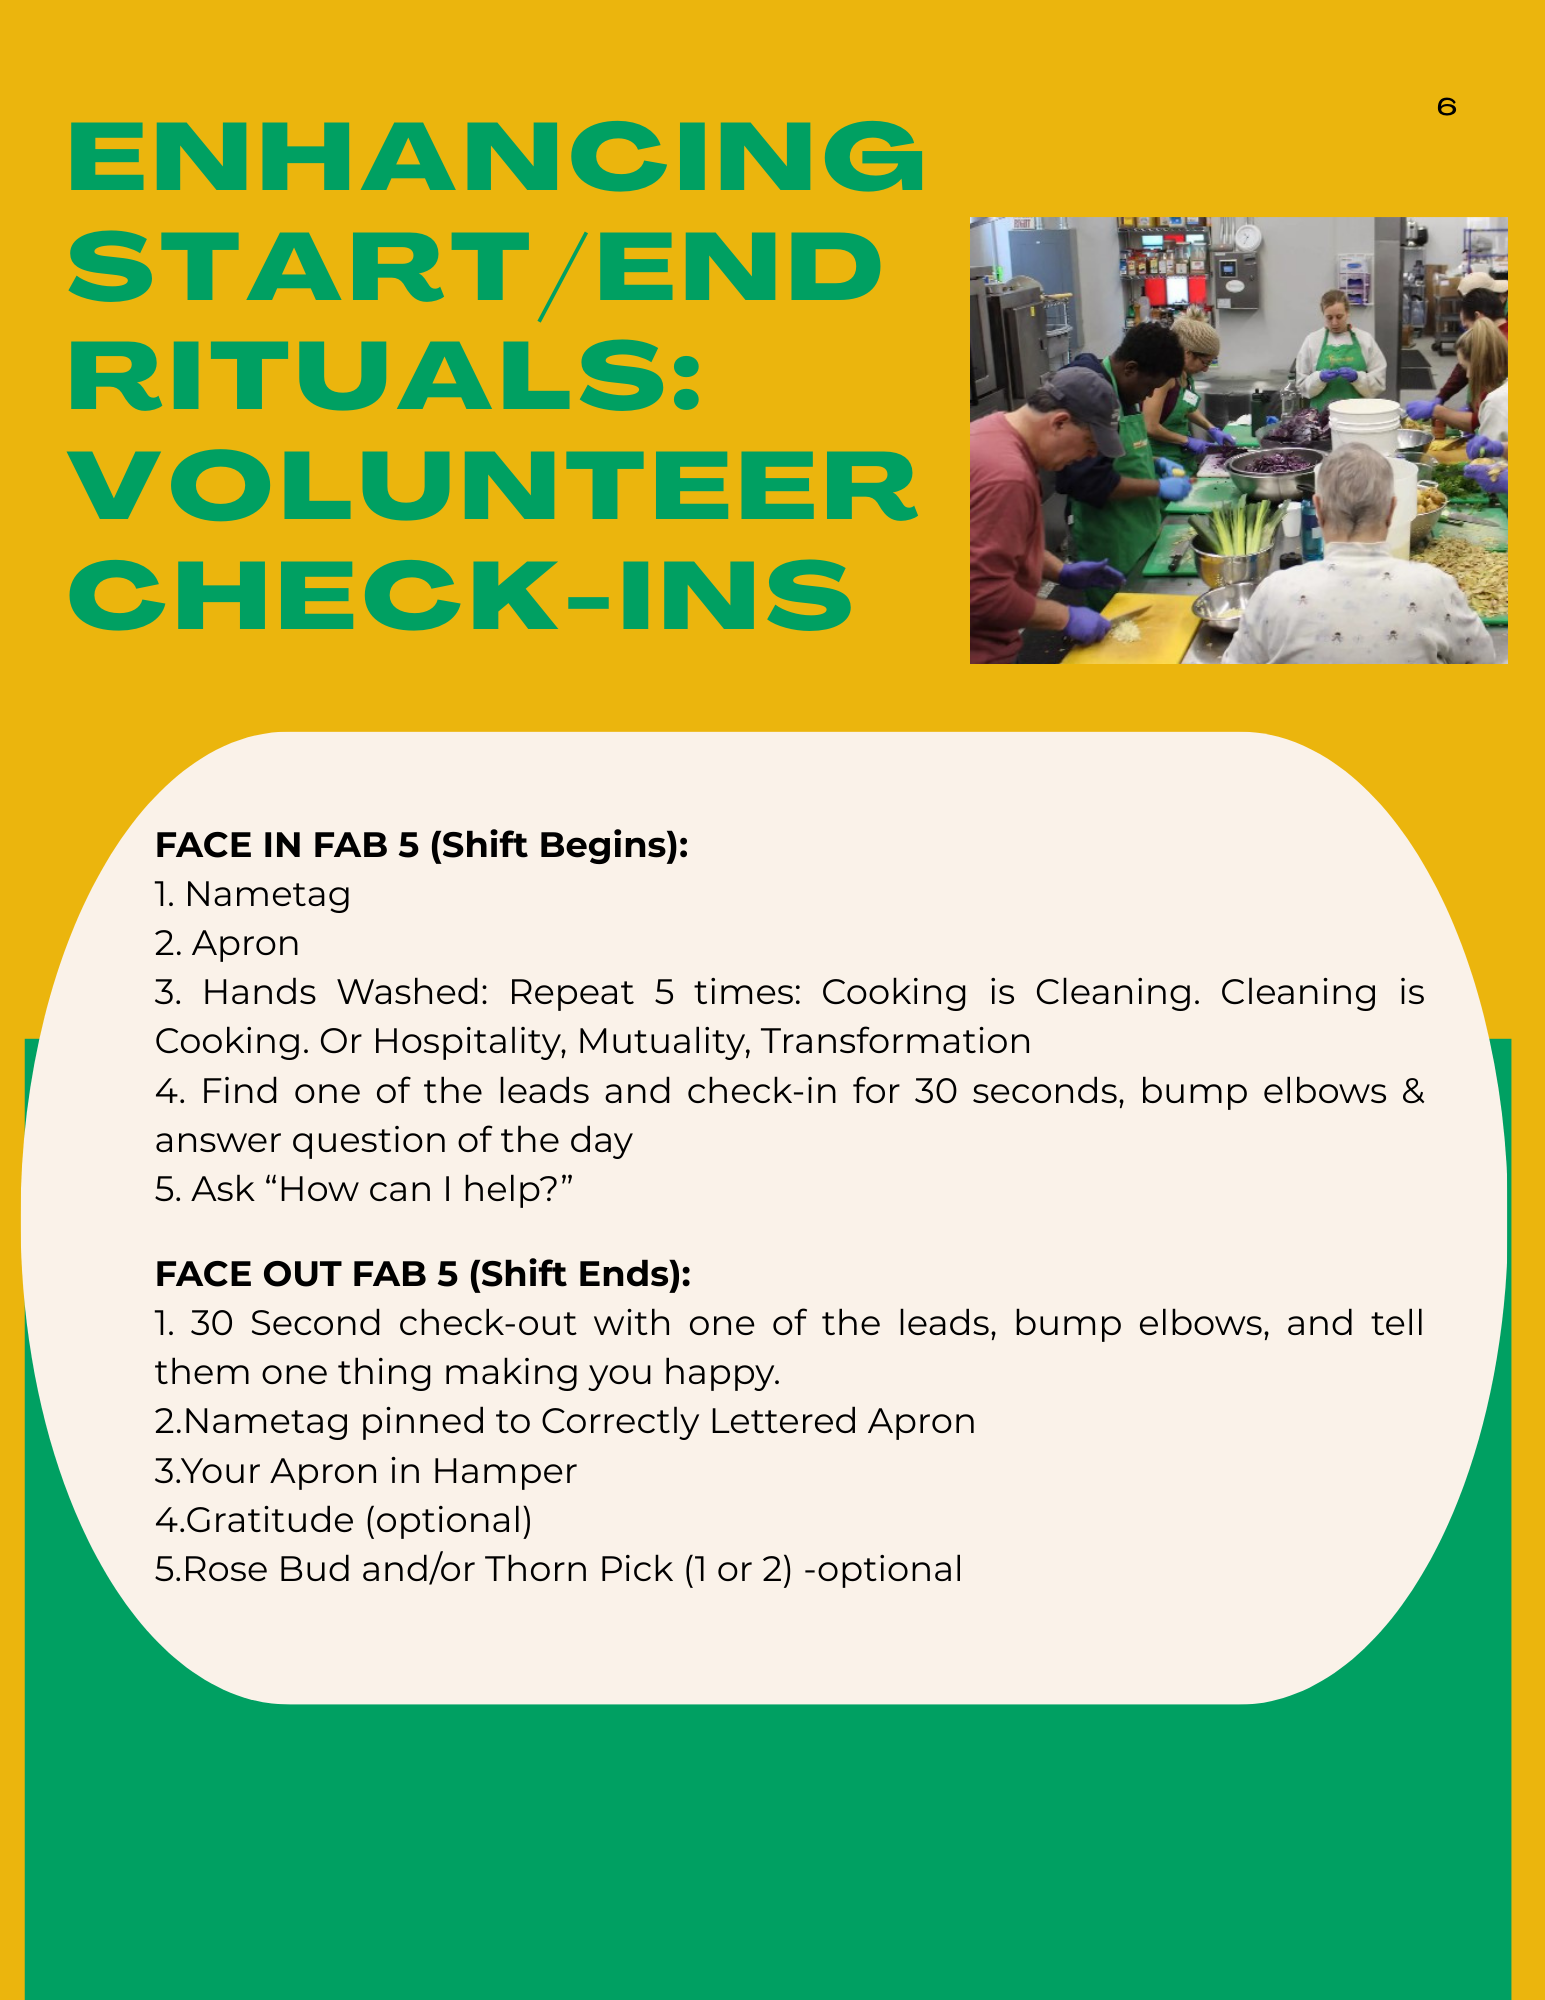 6
ENHANCING
START/END
RITUALS:
VOLUNTEER
CHECK-INS
FACE IN FAB 5 (Shift Begins):
1. Nametag
2. Apron
3. Hands Washed: Repeat 5 times: Cooking is Cleaning. Cleaning is
Cooking. Or Hospitality, Mutuality, Transformation
4. Find one of the leads and check-in for 30 seconds, bump elbows &
answer question of the day
5. Ask “How can I help?”
FACE OUT FAB 5 (Shift Ends):
1. 30 Second check-out with one of the leads, bump elbows, and tell
them one thing making you happy.
2.Nametag pinned to Correctly Lettered Apron
3.Your Apron in Hamper
4.Gratitude (optional)
5.Rose Bud and/or Thorn Pick (1 or 2) -optional